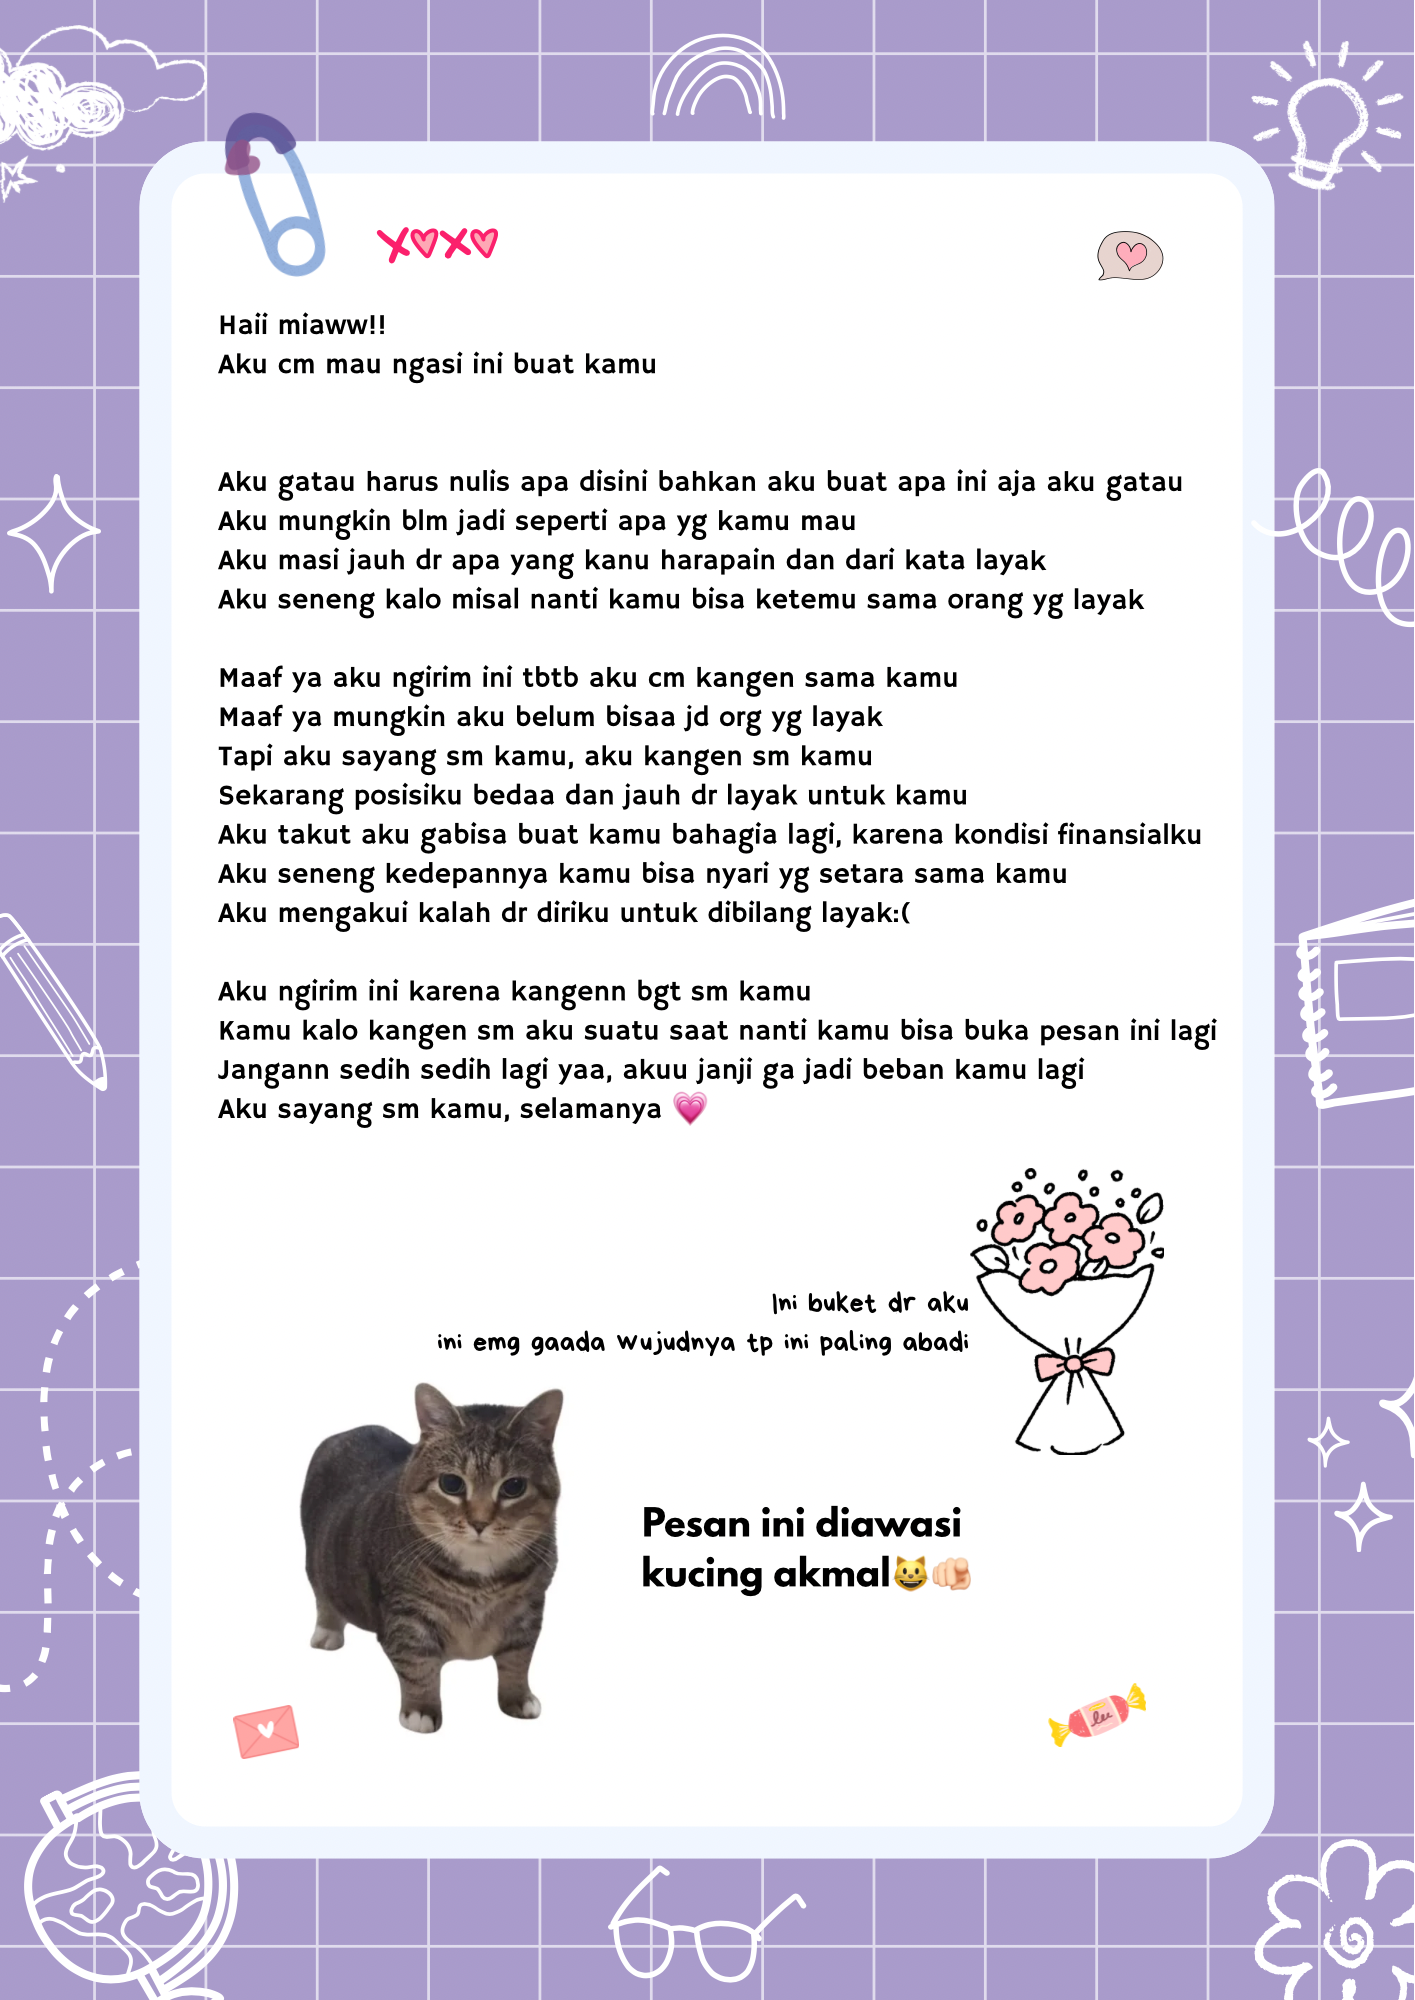 XOXO
Haii miaww!!
Aku cm mau ngasi ini buat kamu
Aku gatau harus nulis apa disini bahkan aku buat apa ini aja aku gatau
Aku mungkin blm jadi seperti apa yg kamu mau
Aku masi jauh dr apa yang kanu harapain dan dari kata layak
Aku seneng kalo misal nanti kamu bisa ketemu sama orang yg layak
Maaf ya aku ngirim ini tbtb aku cm kangen sama kamu
Maaf ya mungkin aku belum bisaa jd org yg layak
Tapi aku sayang sm kamu, aku kangen sm kamu
Sekarang posisiku bedaa dan jauh dr layak untuk kamu
Aku takut aku gabisa buat kamu bahagia lagi, karena kondisi finansialku
Aku seneng kedepannya kamu bisa nyari yg setara sama kamu
Aku mengakui kalah dr diriku untuk dibilang layak:(
Aku ngirim ini karena kangenn bgt sm kamu
Kamu kalo kangen sm aku suatu saat nanti kamu bisa buka pesan ini lagi
Jangann sedih sedih lagi yaa, akuu janji ga jadi beban kamu lagi
Aku sayang sm kamu, selamanya 💗
Ini buket dr aku
ini emg gaada wujudnya tp ini paling abadi
Pesan ini diawasi
kucing akmal😺🫵🏻